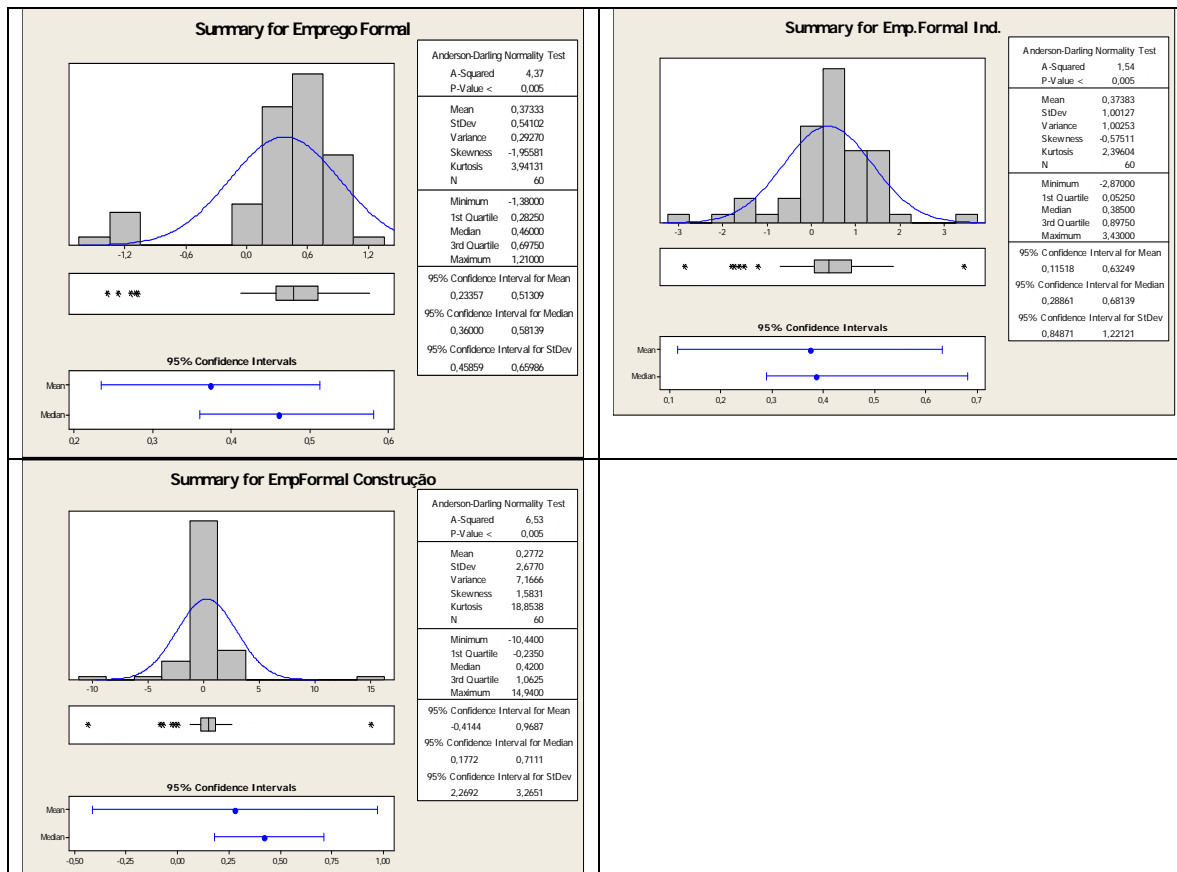 Summary for Emprego Formal
-1,2 -0,6 0,0 0,6 1,2
Anderson-Darling Normality Test
A-Squared 4,37
P-Value < 0,005
Mean 0,37333
StDev 0,54102
Variance 0,29270
Skewness -1,95581
Kurtosis 3,94131
N 60
Minimum -1,38000
1st Quartile 0,28250
Median 0,46000
3rd Quartile 0,69750
Maximum 1,21000
95% Confidence Interval for Mean
0,23357 0,51309
95% Confidence Interval for Median
0,36000 0,58139
95% Confidence Interval for StDev
0,45859 0,65986
95% Confidence Intervals
Mean
Median
0,2 0,3 0,4 0,5 0,6
Summary for Emp.Formal Ind.
-3 -2 -1 0 1 2 3
Anderson-Darling Normality Test
A-Squared 1,54
P-Value < 0,005
Mean 0,37383
StDev 1,00127
Variance 1,00253
Skewness -0,57511
Kurtosis 2,39604
N 60
Minimum -2,87000
1st Quartile 0,05250
Median 0,38500
3rd Quartile 0,89750
Maximum 3,43000
95% Confidence Interval for Mean
0,11518 0,63249
95% Confidence Interval for Median
0,28861 0,68139
95% Confidence Interval for StDev
0,84871 1,22121
95% Confidence Intervals
Mean
Median
0,1 0,2 0,3 0,4 0,5 0,6 0,7
Summary for EmpFormal Construção
-10 -5 0 5 10 15
Anderson-Darling Normality Test
A-Squared 6,53
P-Value < 0,005
Mean 0,2772
StDev 2,6770
Variance 7,1666
Skewness 1,5831
Kurtosis 18,8538
N 60
Minimum -10,4400
1st Quartile -0,2350
Median 0,4200
3rd Quartile 1,0625
Maximum 14,9400
95% Confidence Interval for Mean
-0,4144 0,9687
95% Confidence Interval for Median
0,1772 0,7111
95% Confidence Interval for StDev
2,2692 3,2651
95% Confidence Intervals
Mean
Median
-0,50 -0,25 0,00 0,25 0,50 0,75 1,00